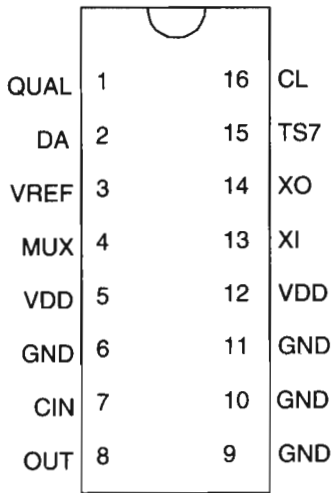 QUAL 1 16 CL
DA 2 15 TS7
VREF 3 14 XO
MUX 4 13 XI
VDD 5 12 VDD
GND 6 11 GND
CIN 7 10 GND
OUT 8 9 GND